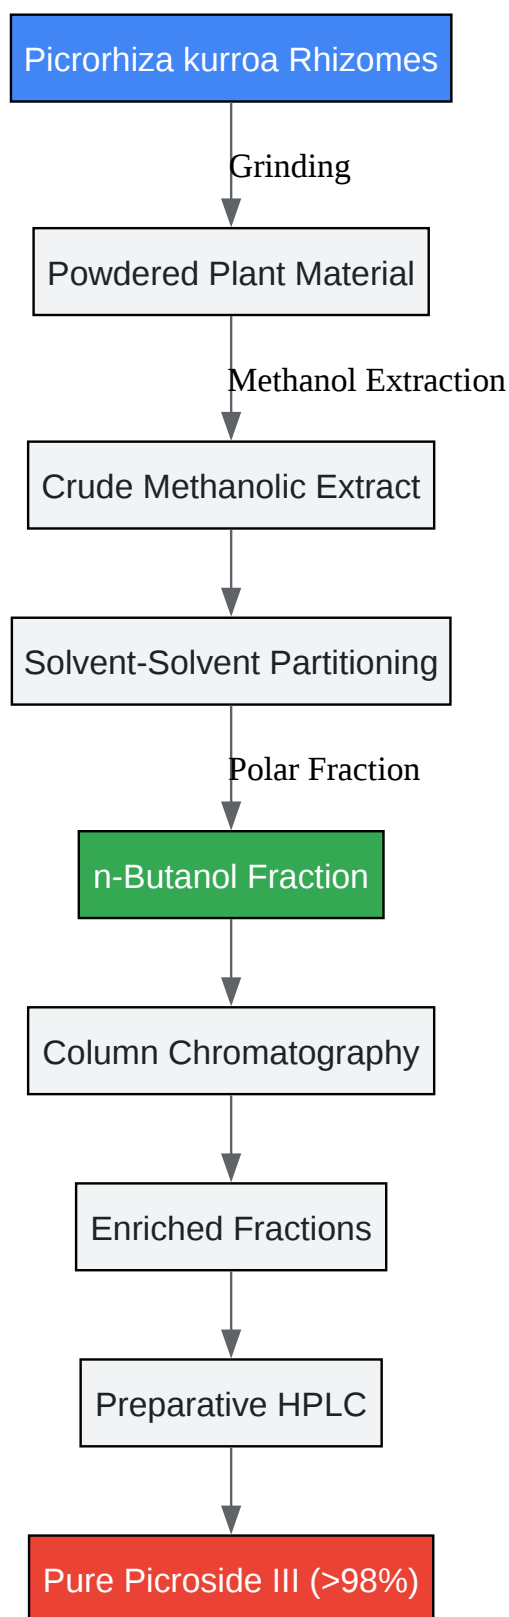 Picrorhiza kurroa Rhizomes
Grinding
Powdered Plant Material
Methanol Extraction
Crude Methanolic Extract
Solvent-Solvent Partitioning
Polar Fraction
n-Butanol Fraction
Column Chromatography
Enriched Fractions
Preparative HPLC
Pure Picroside III (>98%)